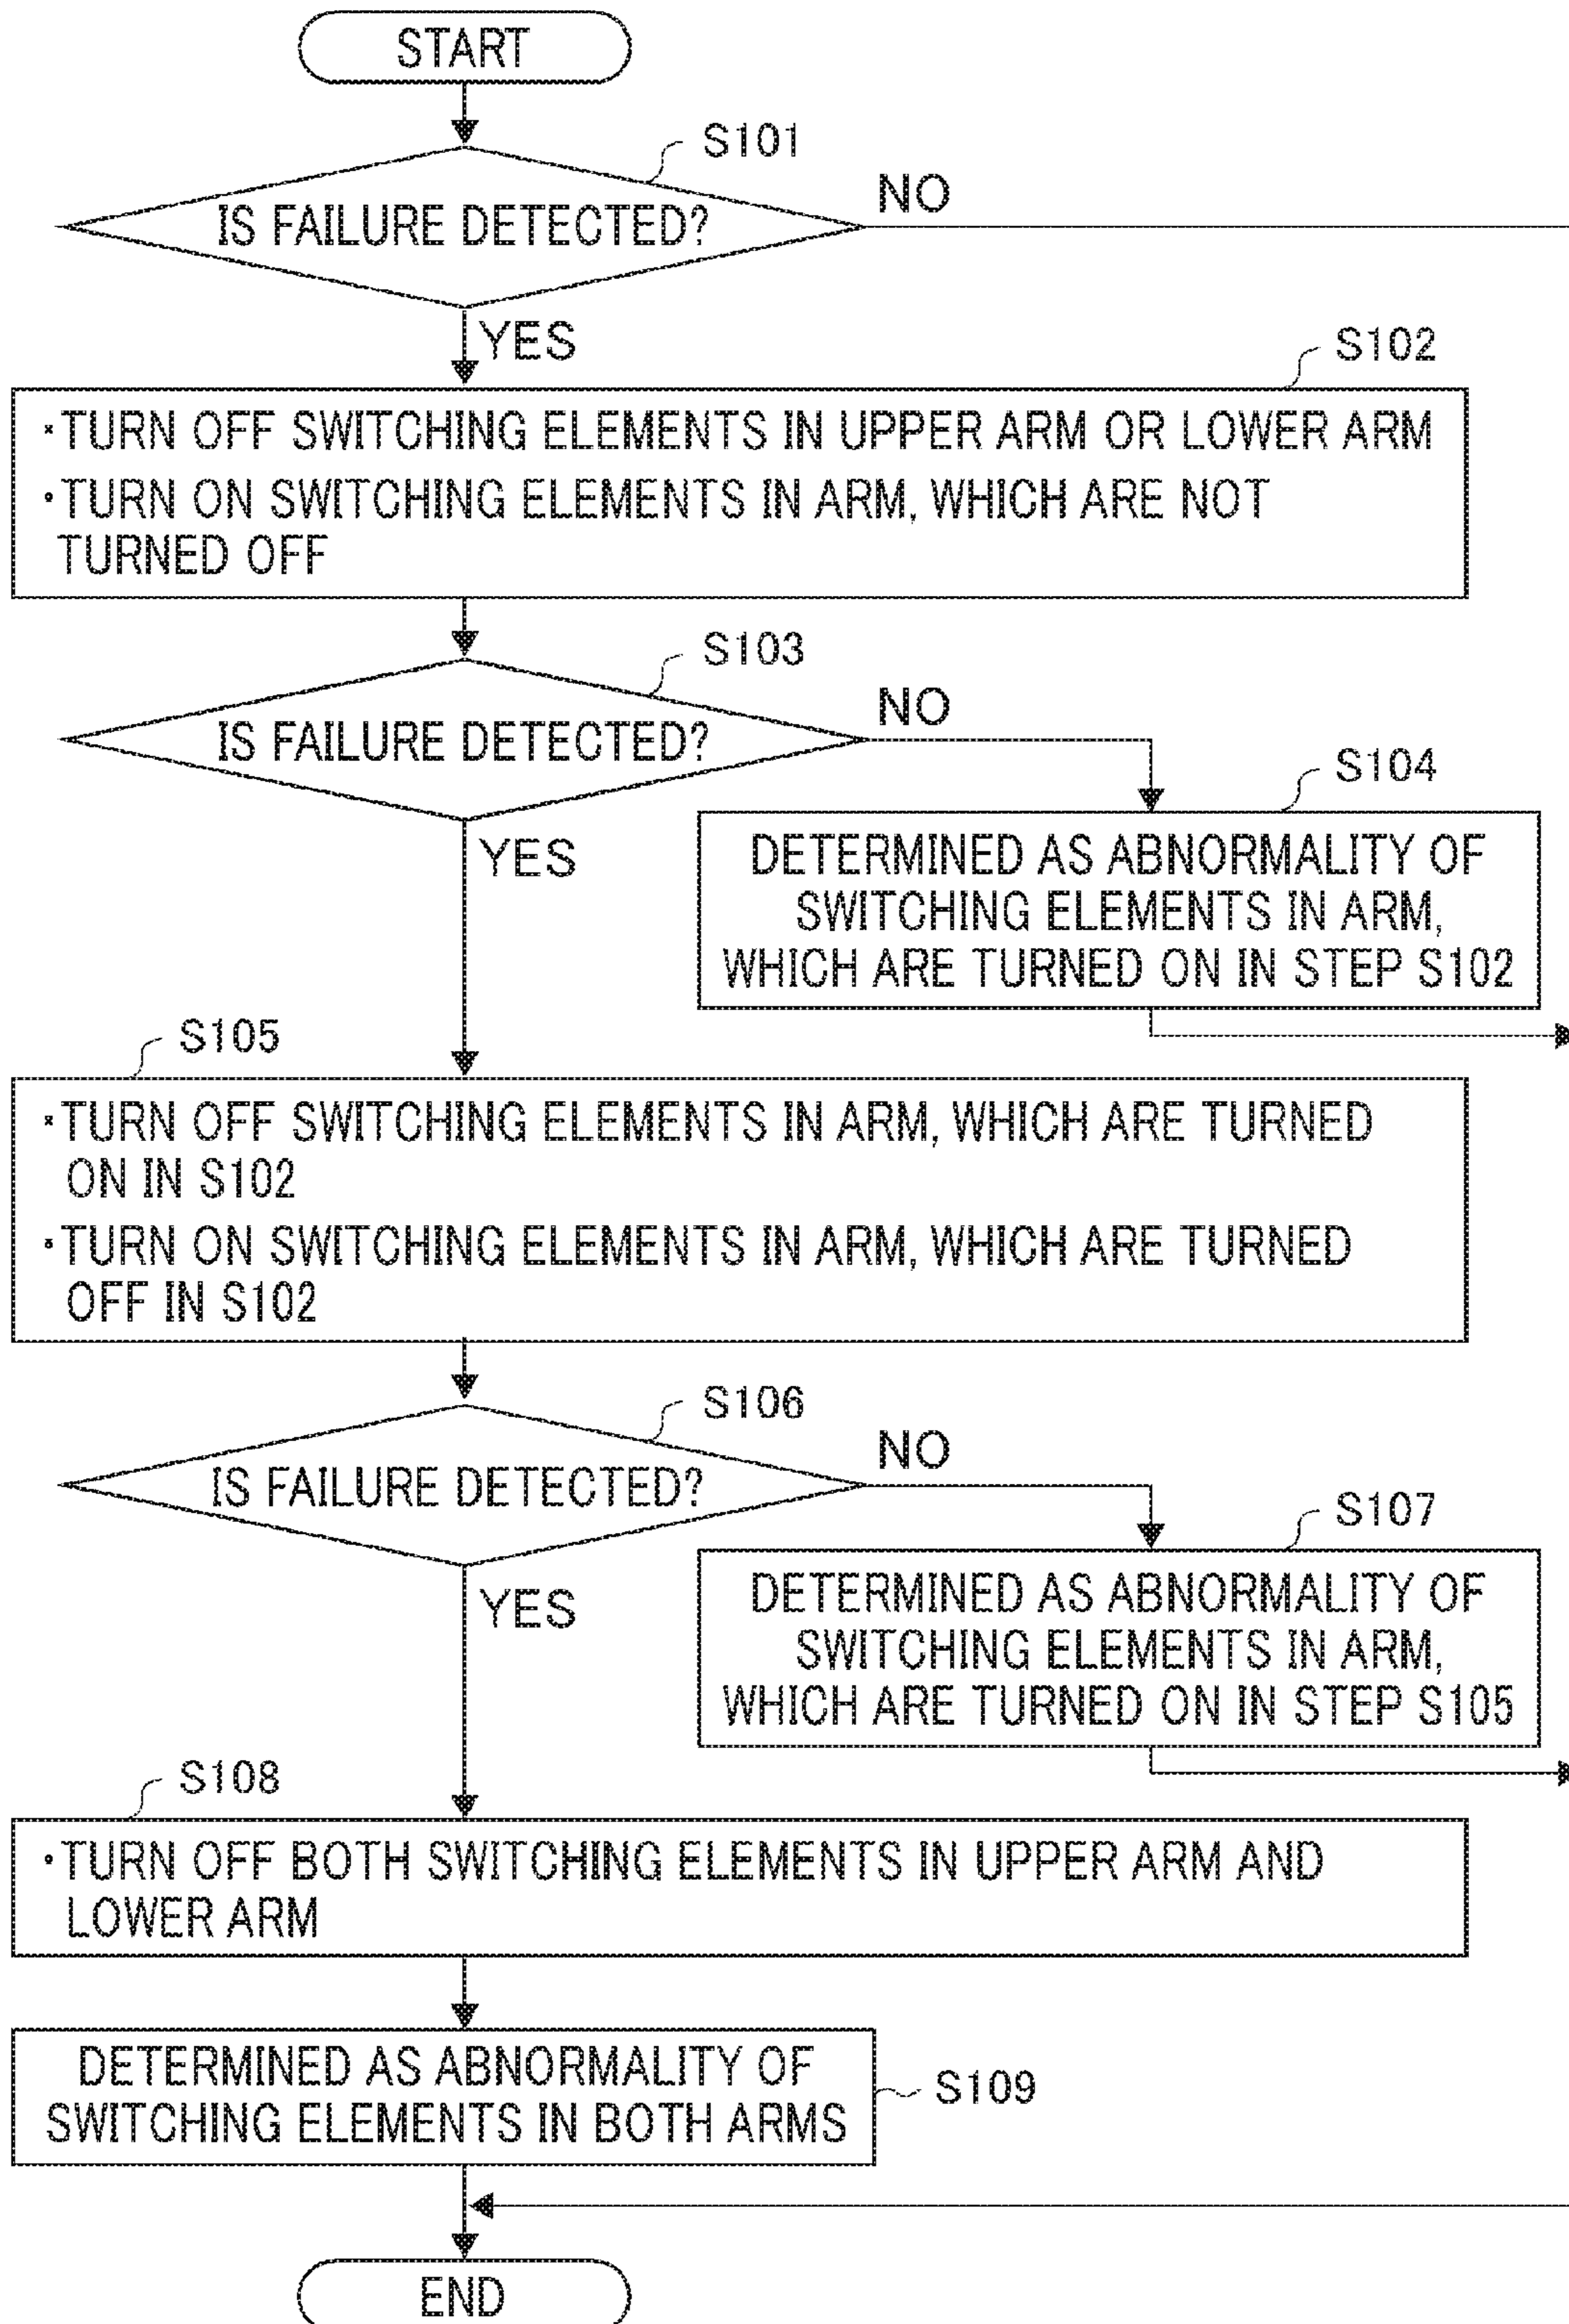 START
S101
IS FAILURE DETECTED?
NO
YES
S102
・TURN OFF SWITCHING ELEMENTS IN UPPER ARM OR LOWER ARM
・TURN ON SWITCHING ELEMENTS IN ARM, WHICH ARE NOT
TURNED OFF
S103
IS FAILURE DETECTED?
NO
YES
S104
DETERMINED AS ABNORMALITY OF
SWITCHING ELEMENTS IN ARM,
WHICH ARE TURNED ON IN STEP S102
S105
・TURN OFF SWITCHING ELEMENTS IN ARM, WHICH ARE TURNED
ON IN S102
・TURN ON SWITCHING ELEMENTS IN ARM, WHICH ARE TURNED
OFF IN S102
S106
IS FAILURE DETECTED?
NO
YES
S107
DETERMINED AS ABNORMALITY OF
SWITCHING ELEMENTS IN ARM,
WHICH ARE TURNED ON IN STEP S105
S108
・TURN OFF BOTH SWITCHING ELEMENTS IN UPPER ARM AND
LOWER ARM
DETERMINED AS ABNORMALITY OF
SWITCHING ELEMENTS IN BOTH ARMS
S109
END